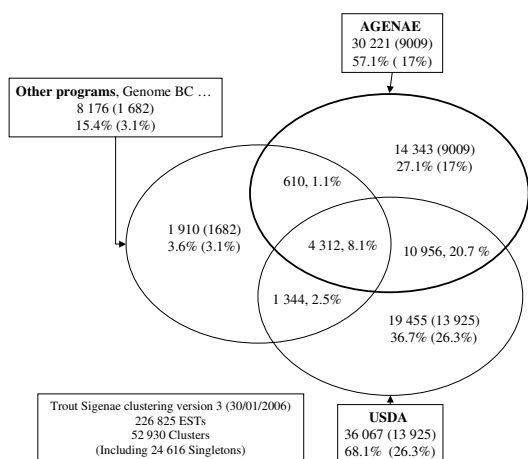 AGENAE
30 221 (9009)
57.1% ( 17%)
Other programs, Genome BC …
8 176 (1 682)
15.4% (3.1%)
14 343 (9009)
27.1% (17%)
610, 1.1%
1 910 (1682)
3.6% (3.1%)
4 312, 8.1%
10 956, 20.7 %
1 344, 2.5%
19 455 (13 925)
36.7% (26.3%)
Trout Sigenae clustering version 3 (30/01/2006)
226 825 ESTs
52 930 Clusters
(Including 24 616 Singletons)
USDA
36 067 (13 925)
68.1% (26.3%)